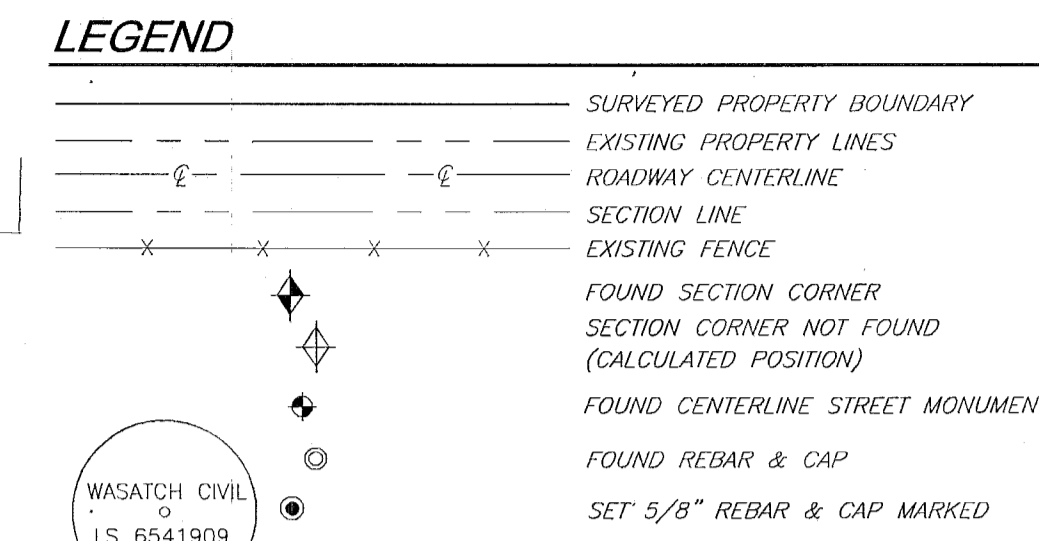 LEGEND
SURVEYED PROPERTY BOUNDARY
EXISTING PROPERTY LINES
℄ ℄ ROADWAY CENTERLINE
SECTION LINE
X X X X EXISTING FENCE
FOUND SECTION CORNER
SECTION CORNER NOT FOUND
(CALCULATED POSITION)
FOUND CENTERLINE STREET MONUMEN
FOUND REBAR & CAP
SET 5/8" REBAR & CAP MARKED
WASATCH CIVIL
LS 6541909